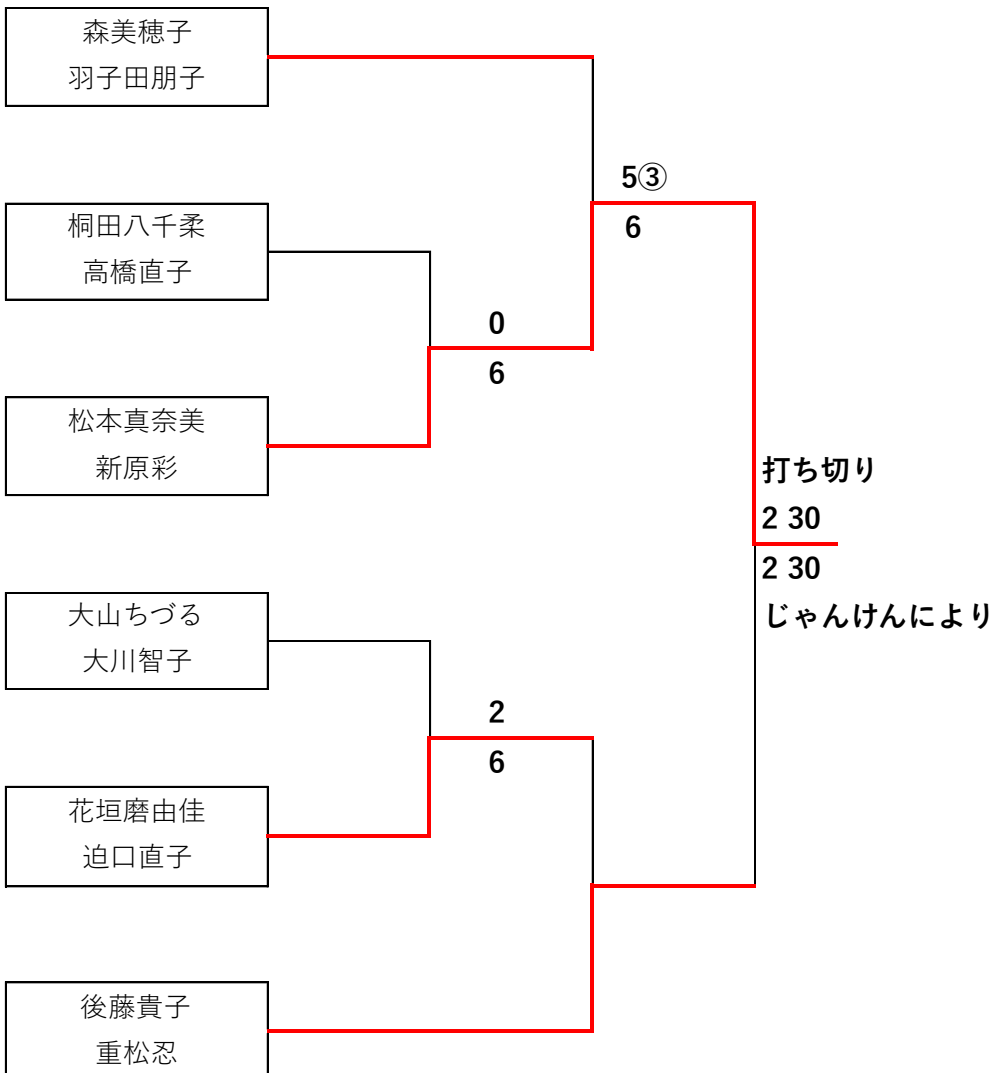 森美穂子
羽子田朋子
5③
6
桐田八千柔
高橋直子
0
6
松本真奈美
新原彩
打ち切り
2 30
2 30
じゃんけんにより
大山ちづる
大川智子
2
6
花垣磨由佳
迫口直子
後藤貴子
重松忍